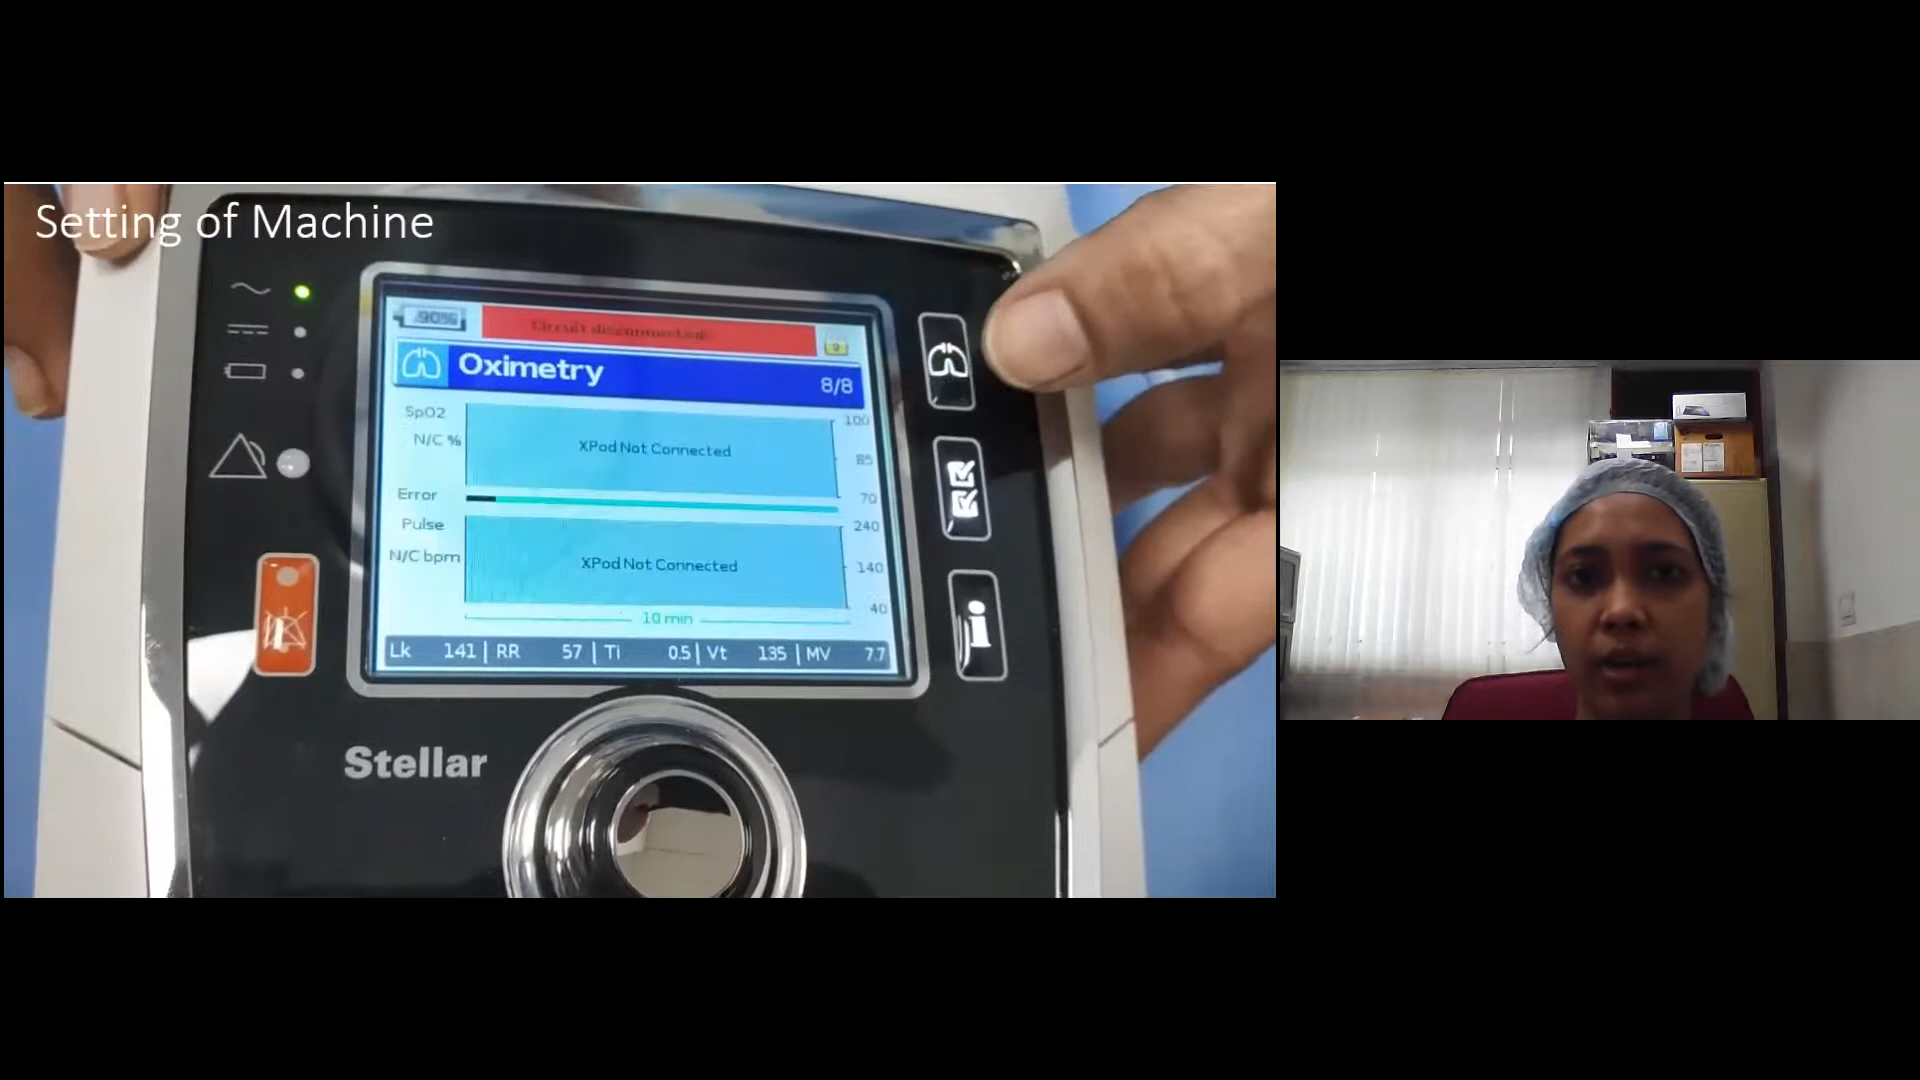 Setting of Machine
90%
Circuit disconnected!
Oximetry 8/8
SpO2
N/C %
XPod Not Connected
100
85
70
Error
Pulse
N/C bpm
XPod Not Connected
240
140
40
10 min
Lk 141 | RR 57 | Ti 0.5 | Vt 135 | MV 7.7
i
Stellar